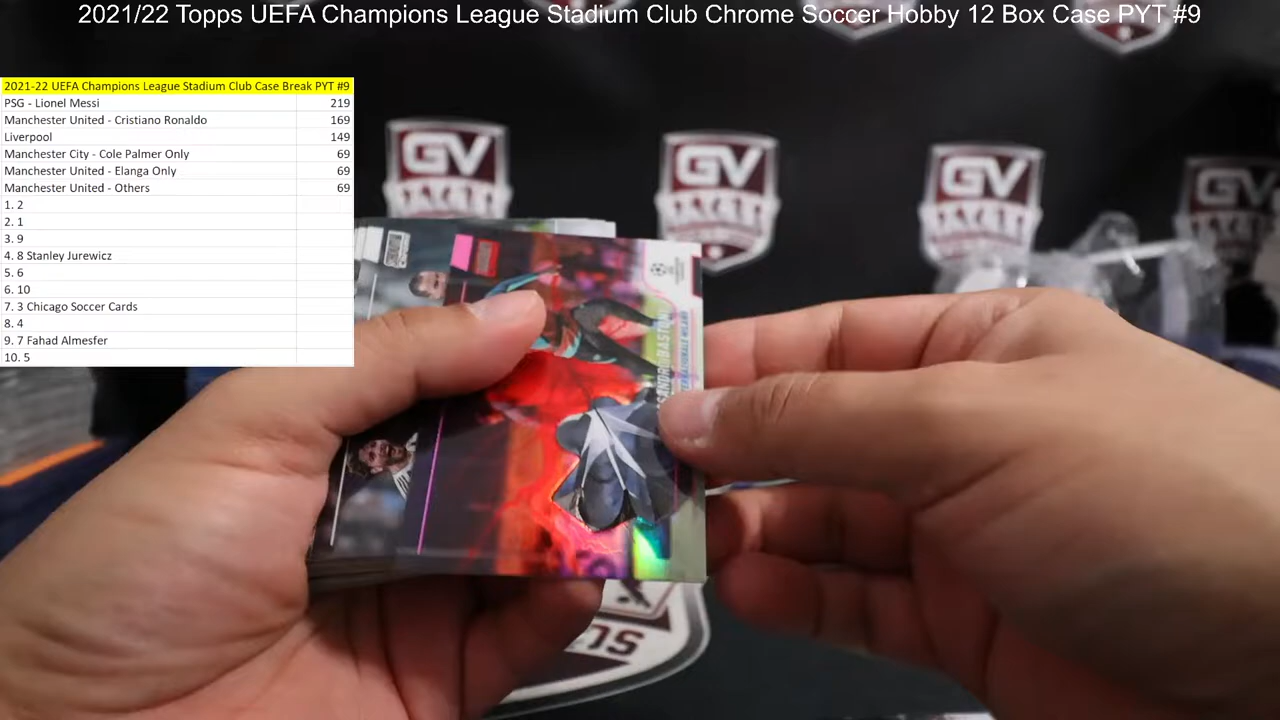 2021/22 Topps UEFA Champions League Stadium Club Chrome Soccer Hobby 12 Box Case PYT #9
2021-22 UEFA Champions League Stadium Club Case Break PYT #9
PSG - Lionel Messi 219
Manchester United - Cristiano Ronaldo 169
Liverpool 149
Manchester City - Cole Palmer Only 69
Manchester United - Elanga Only 69
Manchester United - Others 69
1. 2
2. 1
3. 9
4. 8 Stanley Jurewicz
5. 6
6. 10
7. 3 Chicago Soccer Cards
8. 4
9. 7 Fahad Almesfer
10. 5
GV
GV
GV
GV